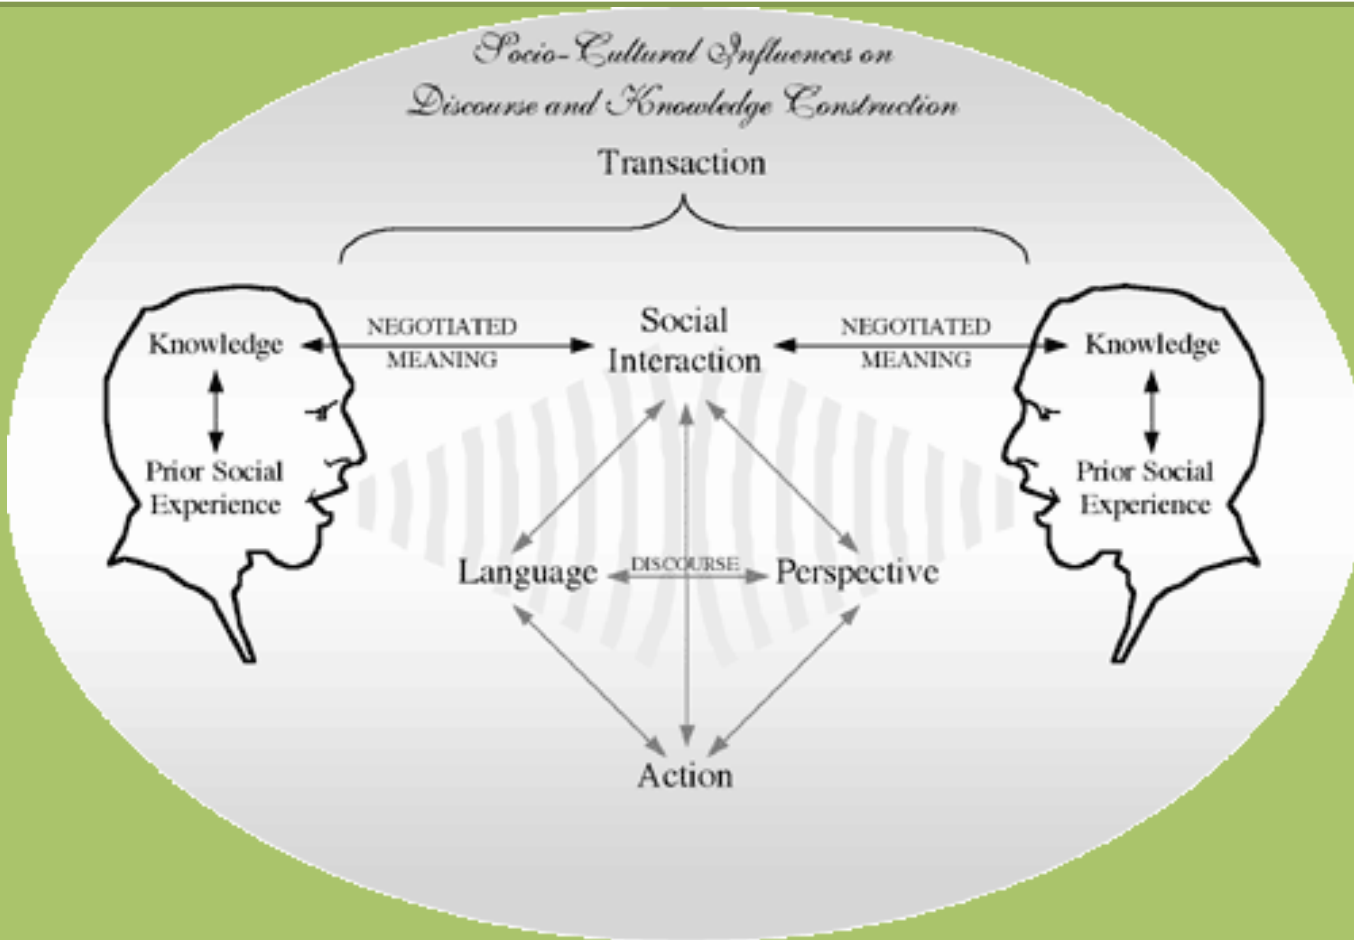 Socio-Cultural Influences on
Discourse and Knowledge Construction
Transaction
Knowledge
Prior Social
Experience
NEGOTIATED
MEANING
Social
Interaction
NEGOTIATED
MEANING
Knowledge
Prior Social
Experience
Language
DISCOURSE
Perspective
Action